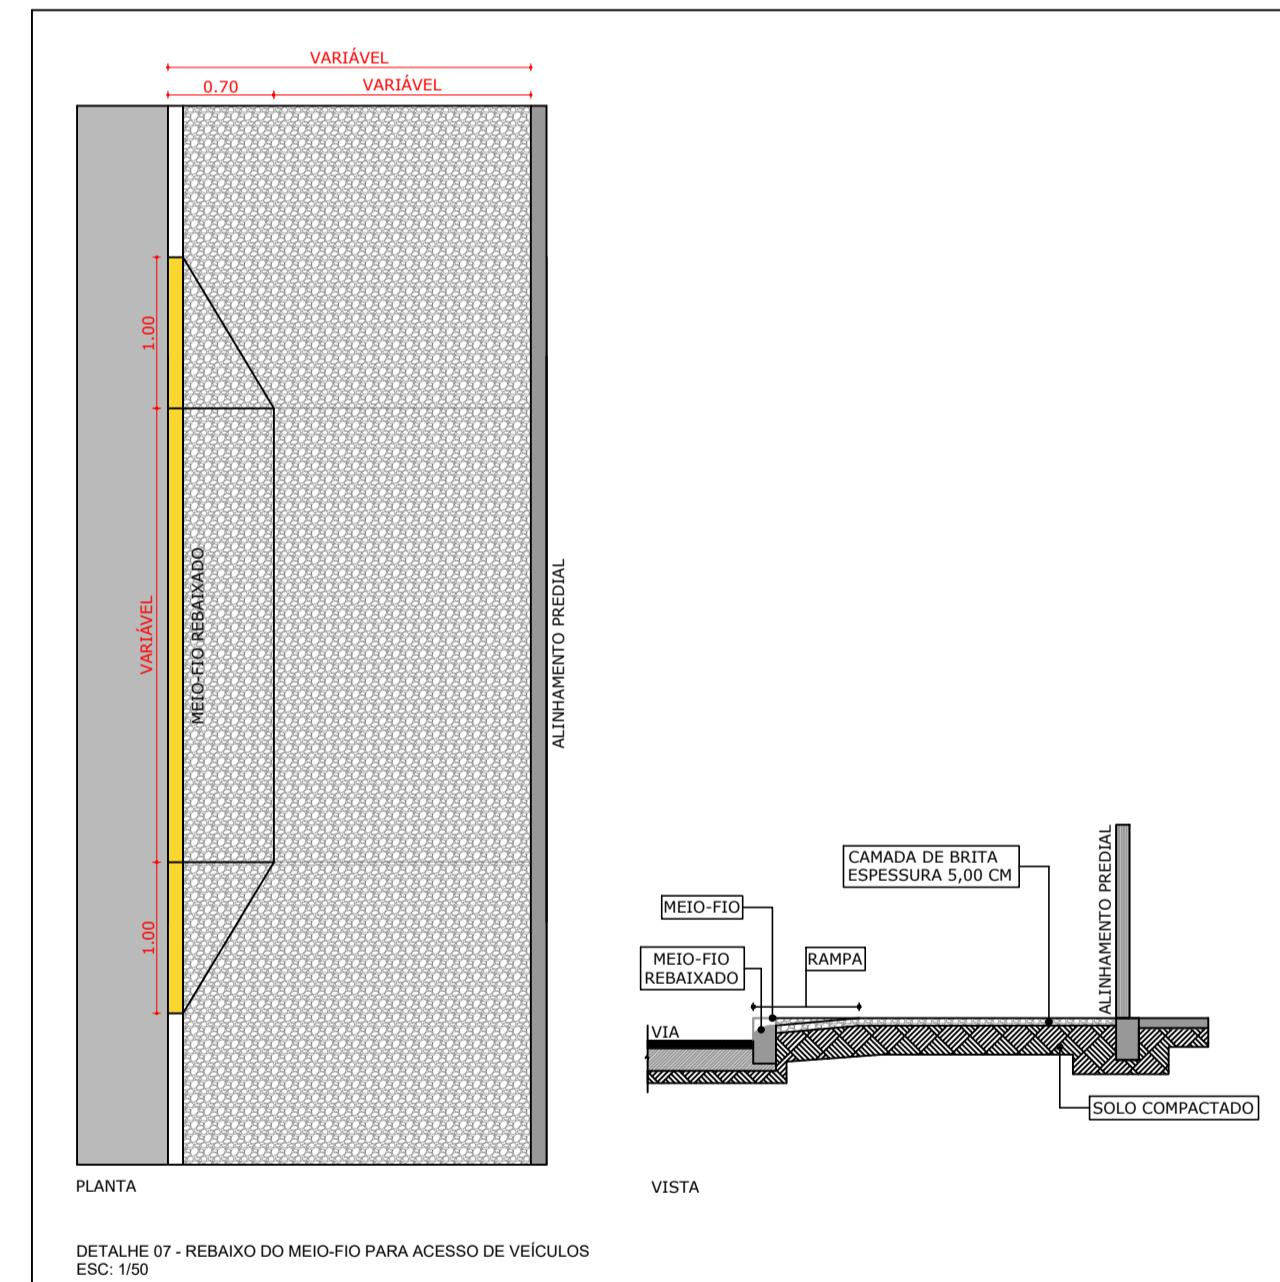 VARIÁVEL
0.70
VARIÁVEL
1.00
VARIÁVEL
MEIO-FIO REBAIXADO
ALINHAMENTO PREDIAL
1.00
PLANTA
CAMADA DE BRITA
ESPESSURA 5,00 CM
ALINHAMENTO PREDIAL
MEIO-FIO
MEIO-FIO
REBAIXADO
RAMPA
VIA
SOLO COMPACTADO
VISTA
DETALHE 07 - REBAIXO DO MEIO-FIO PARA ACESSO DE VEÍCULOS
ESC: 1/50